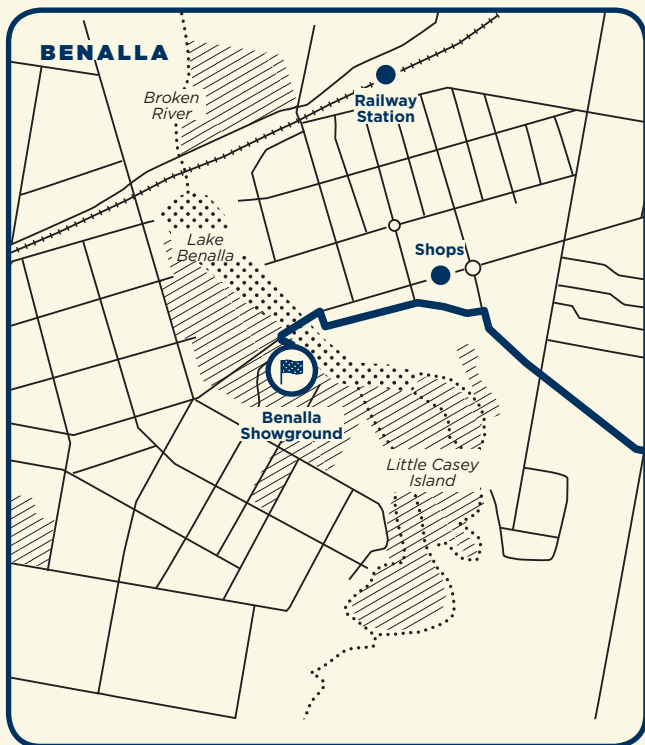 BENALLA
Broken
River
Railway
Station
Lake
Benalla
Shops
Benalla
Showground
Little Casey
Island